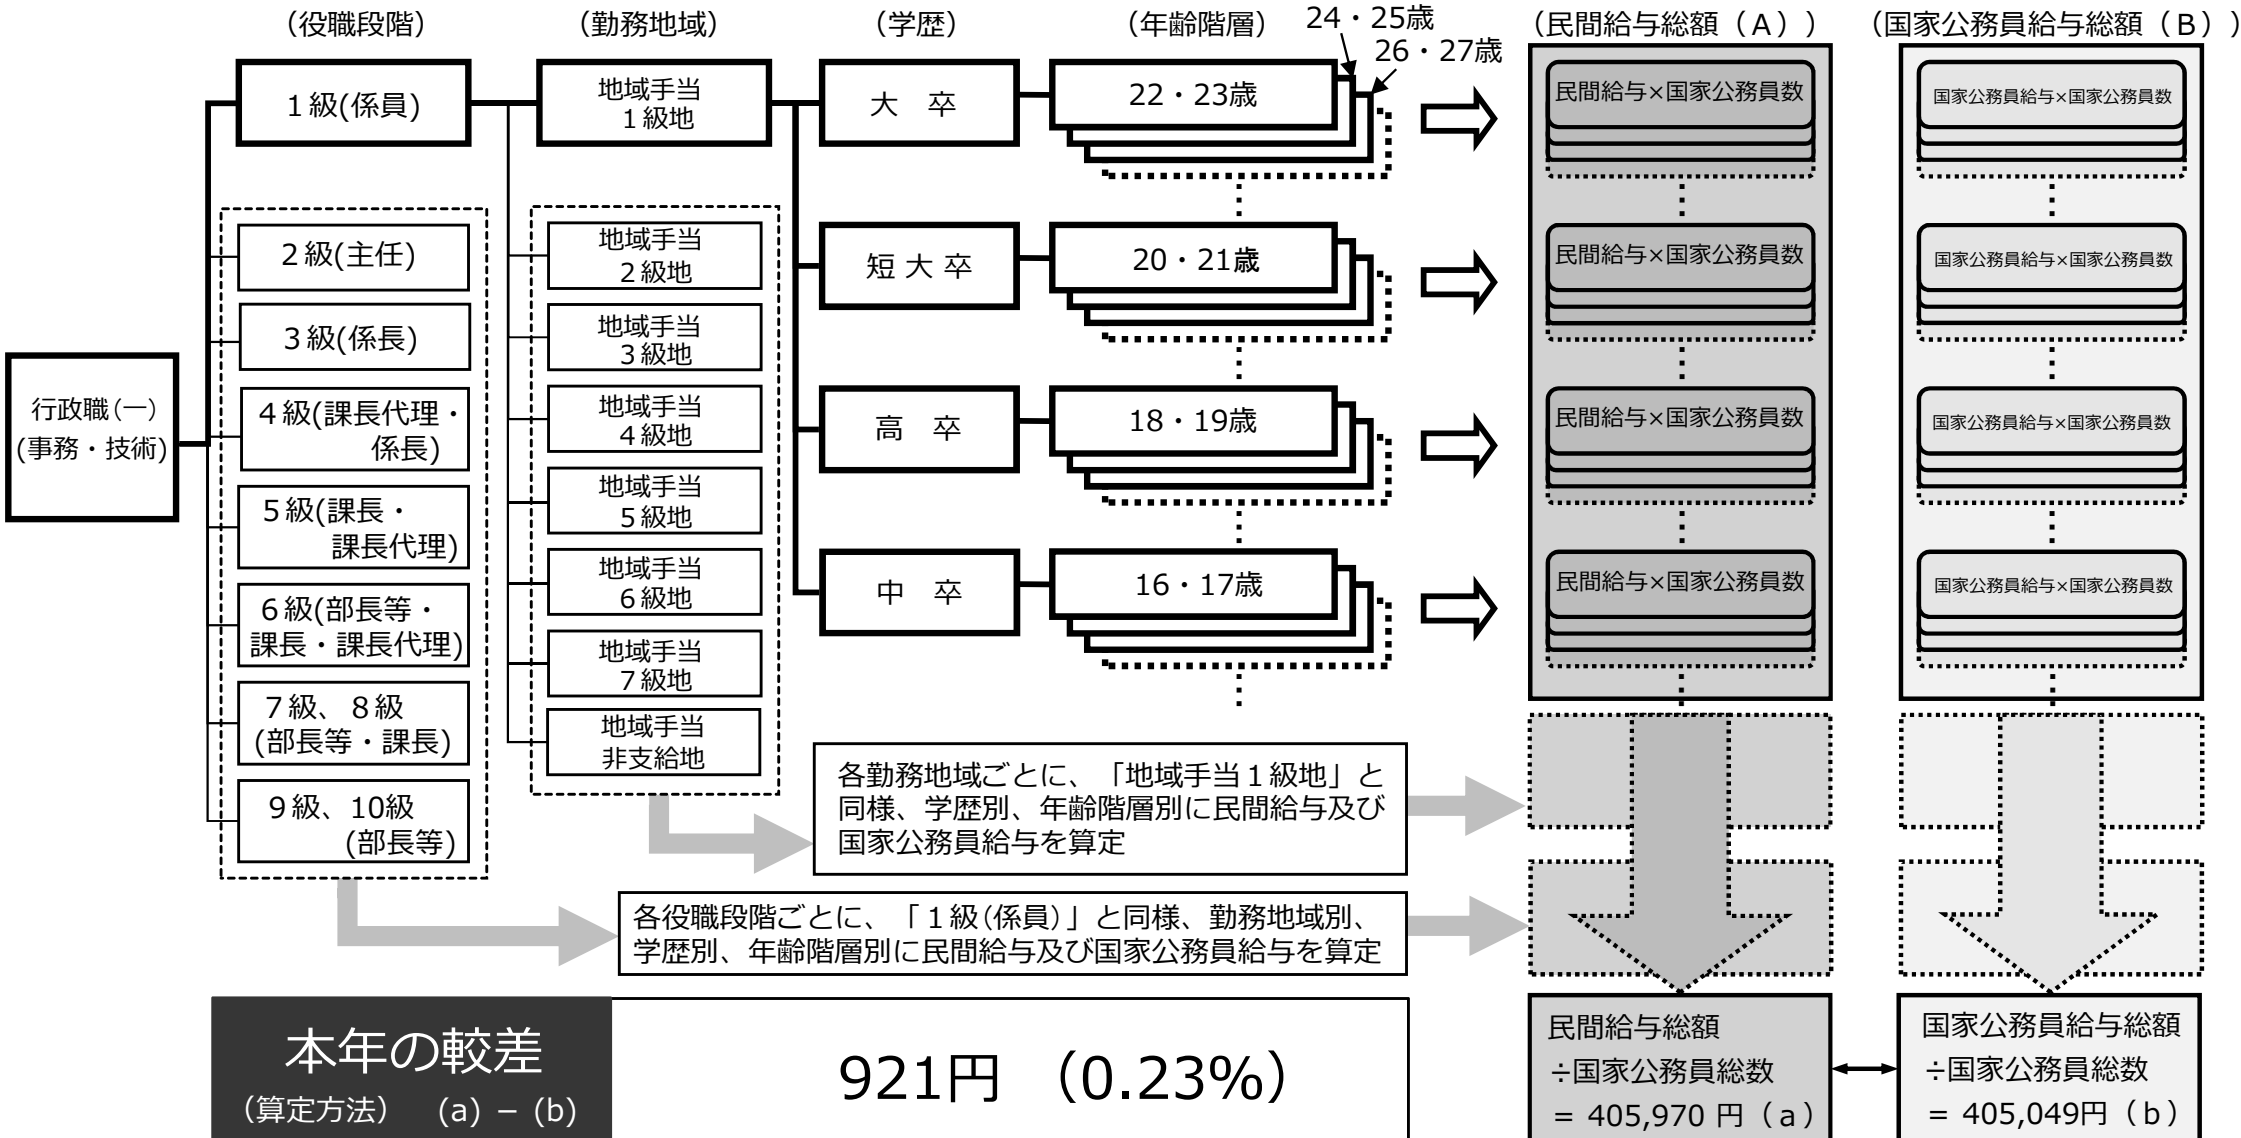 （役職段階）
（勤務地域）
（学歴）
（年齢階層）
24・25歳
26・27歳
（民間給与総額（Ａ））
（国家公務員給与総額（Ｂ））
行政職(一)
(事務・技術)
１級(係員)
２級(主任)
３級(係長)
４級(課長代理・
係長)
５級(課長・
課長代理)
６級(部長等・
課長・課長代理)
７級、８級
(部長等・課長)
９級、10級
(部長等)
地域手当
１級地
地域手当
２級地
地域手当
３級地
地域手当
４級地
地域手当
５級地
地域手当
６級地
地域手当
７級地
地域手当
非支給地
大　卒
22・23歳
民間給与×国家公務員数
国家公務員給与×国家公務員数
短 大 卒
20・21歳
民間給与×国家公務員数
国家公務員給与×国家公務員数
高　卒
18・19歳
民間給与×国家公務員数
国家公務員給与×国家公務員数
中　卒
16・17歳
民間給与×国家公務員数
国家公務員給与×国家公務員数
各勤務地域ごとに、「地域手当１級地」と
同様、学歴別、年齢階層別に民間給与及び
国家公務員給与を算定
各役職段階ごとに、「１級(係員)」と同様、勤務地域別、
学歴別、年齢階層別に民間給与及び国家公務員給与を算定
本年の較差
（算定方法）　(a) − (b)
921円　（0.23%）
民間給与総額
÷国家公務員総数
= 405,970 円（ａ）
国家公務員給与総額
÷国家公務員総数
= 405,049円（ｂ）